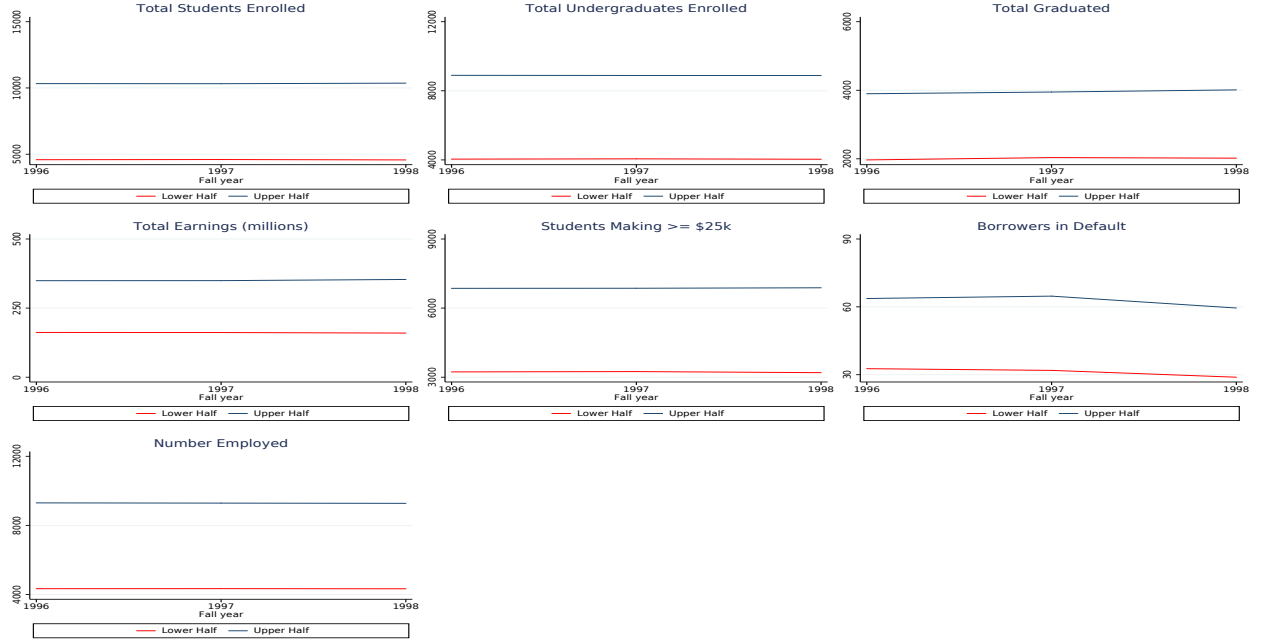 Total Students Enrolled
15000
10000
5000
1996 1997 1998
Fall year
Lower Half Upper Half
Total Undergraduates Enrolled
12000
8000
4000
1996 1997 1998
Fall year
Lower Half Upper Half
Total Graduated
6000
4000
2000
1996 1997 1998
Fall year
Lower Half Upper Half
Total Earnings (millions)
500
250
0
1996 1997 1998
Fall year
Lower Half Upper Half
Students Making >= $25k
9000
6000
3000
1996 1997 1998
Fall year
Lower Half Upper Half
Borrowers in Default
90
60
30
1996 1997 1998
Fall year
Lower Half Upper Half
Number Employed
12000
8000
4000
1996 1997 1998
Fall year
Lower Half Upper Half